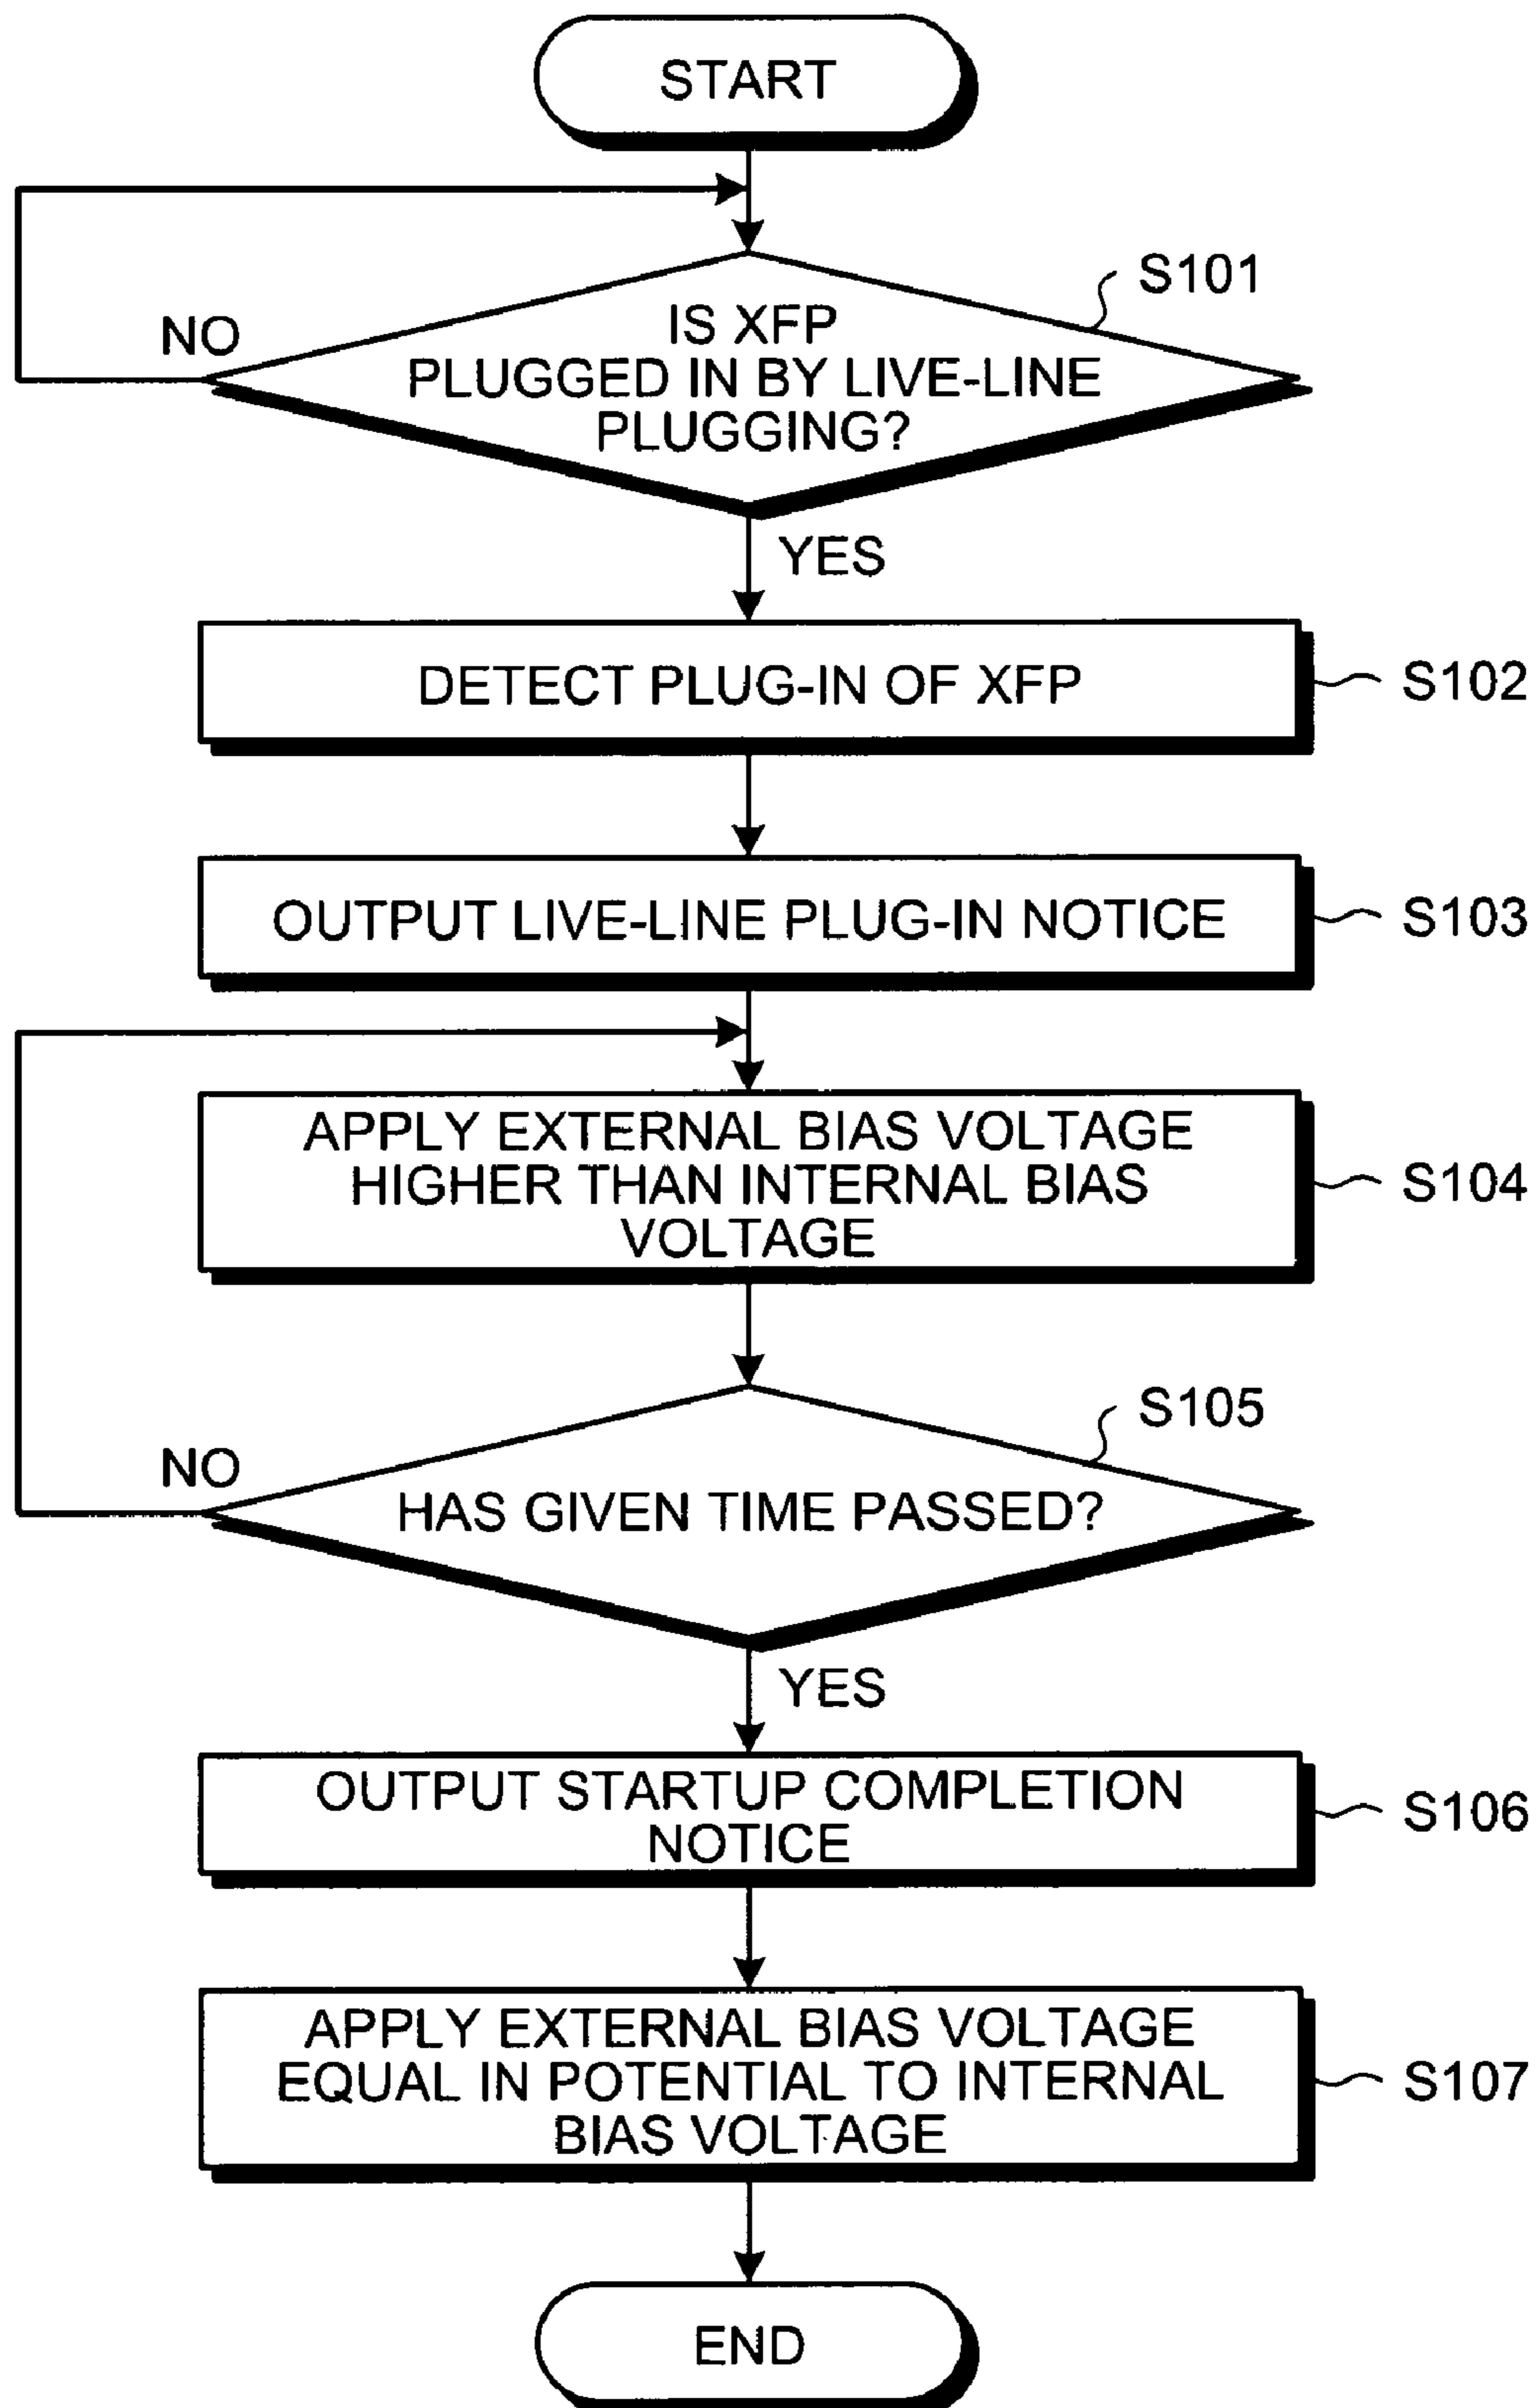 START
S101
NO
IS XFP
PLUGGED IN BY LIVE-LINE
PLUGGING?
YES
DETECT PLUG-IN OF XFP
S102
OUTPUT LIVE-LINE PLUG-IN NOTICE
S103
APPLY EXTERNAL BIAS VOLTAGE
HIGHER THAN INTERNAL BIAS
VOLTAGE
S104
S105
NO
HAS GIVEN TIME PASSED?
YES
OUTPUT STARTUP COMPLETION
NOTICE
S106
APPLY EXTERNAL BIAS VOLTAGE
EQUAL IN POTENTIAL TO INTERNAL
BIAS VOLTAGE
S107
END